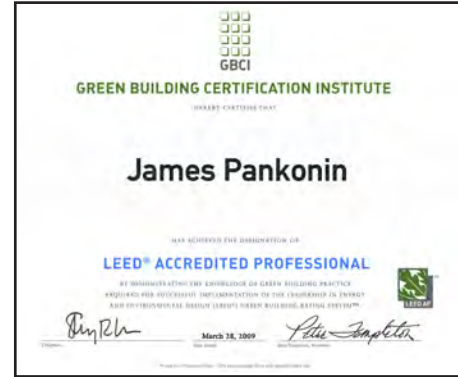 GBCI
GREEN BUILDING CERTIFICATION INSTITUTE
HEREBY CERTIFIES THAT
James Pankonin
HAS ACHIEVED THE DESIGNATION OF
LEED® ACCREDITED PROFESSIONAL
BY DEMONSTRATING THE KNOWLEDGE OF GREEN BUILDING PRACTICE
REQUIRED FOR SUCCESSFUL IMPLEMENTATION OF THE LEADERSHIP IN ENERGY
AND ENVIRONMENTAL DESIGN (LEED®) GREEN BUILDING RATING SYSTEM™.
LEED AP
March 28, 2009
Peter Templeton